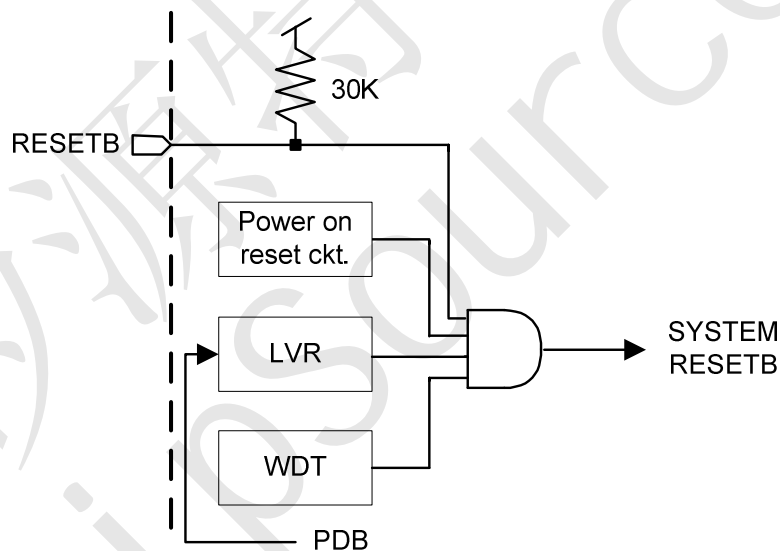 30K
RESETB
Power on
reset ckt.
LVR
SYSTEM
RESETB
WDT
PDB